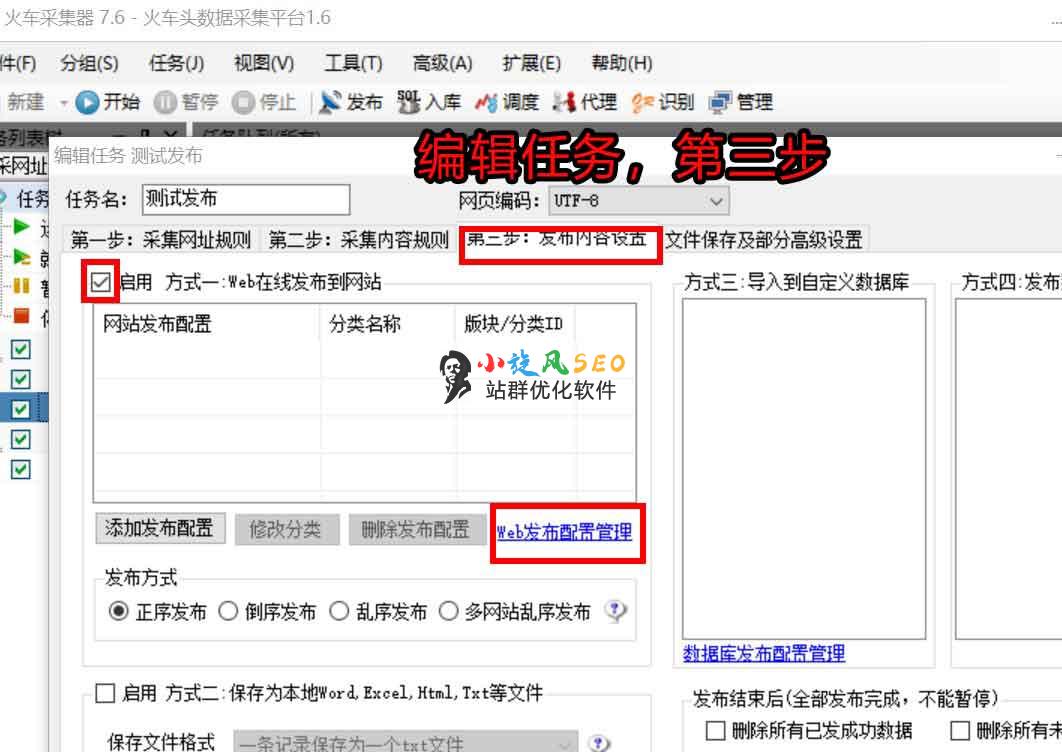 火车采集器 7.6 - 火车头数据采集平台1.6
件(F) 分组(S) 任务(J) 视图(V) 工具(T) 高级(A) 扩展(E) 帮助(H)
新建 开始 暂停 停止 发布 SQL 入库 调度 代理 识别 管理
任务队列(所有)
编辑任务 测试发布
编辑任务，第三步
采网址
任务
任务名： 测试发布 网页编码： UTF-8
第一步：采集网址规则 第二步：采集内容规则 第三步：发布内容设置 文件保存及部分高级设置
启用 方式一:Web在线发布到网站 方式三:导入到自定义数据库 方式四:发布
网站发布配置 分类名称 版块/分类ID
小旋风SEO
站群优化软件
添加发布配置 修改分类 删除发布配置 Web发布配置管理
发布方式
正序发布 倒序发布 乱序发布 多网站乱序发布
数据库发布配置管理
启用 方式二:保存为本地Word,Excel,Html,Txt等文件
发布结束后(全部发布完成，不能暂停)
删除所有已发成功数据 删除所有未
保存文件格式 一条记录保存为一个txt文件